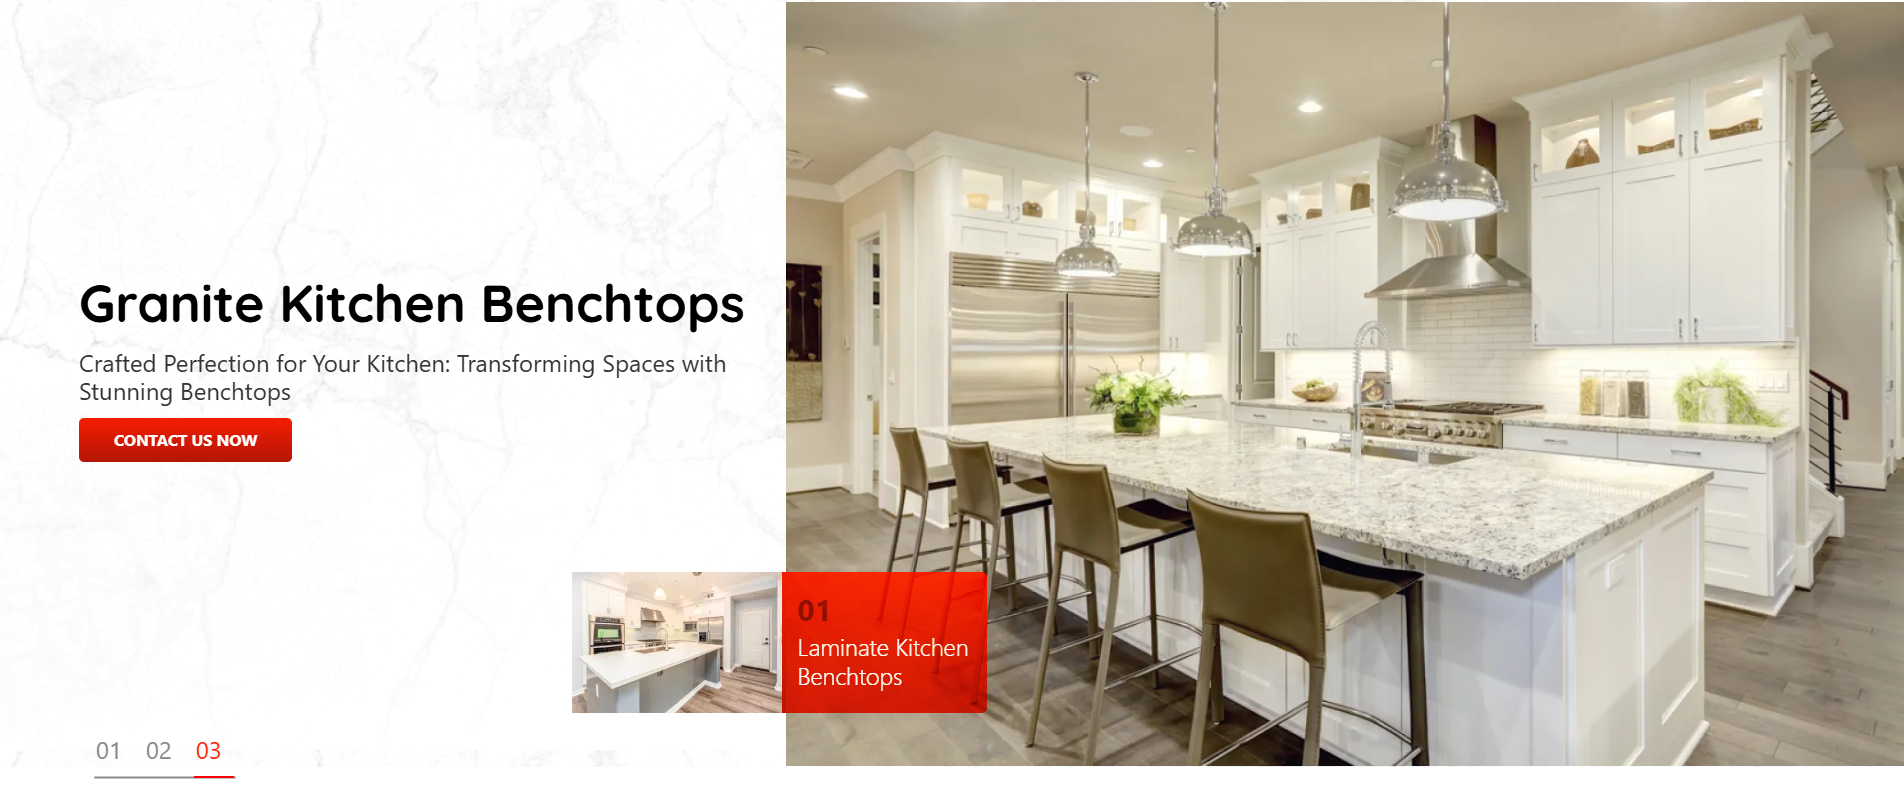 Granite Kitchen Benchtops
Crafted Perfection for Your Kitchen: Transforming Spaces with
Stunning Benchtops
CONTACT US NOW
01
Laminate Kitchen
Benchtops
01 02 03